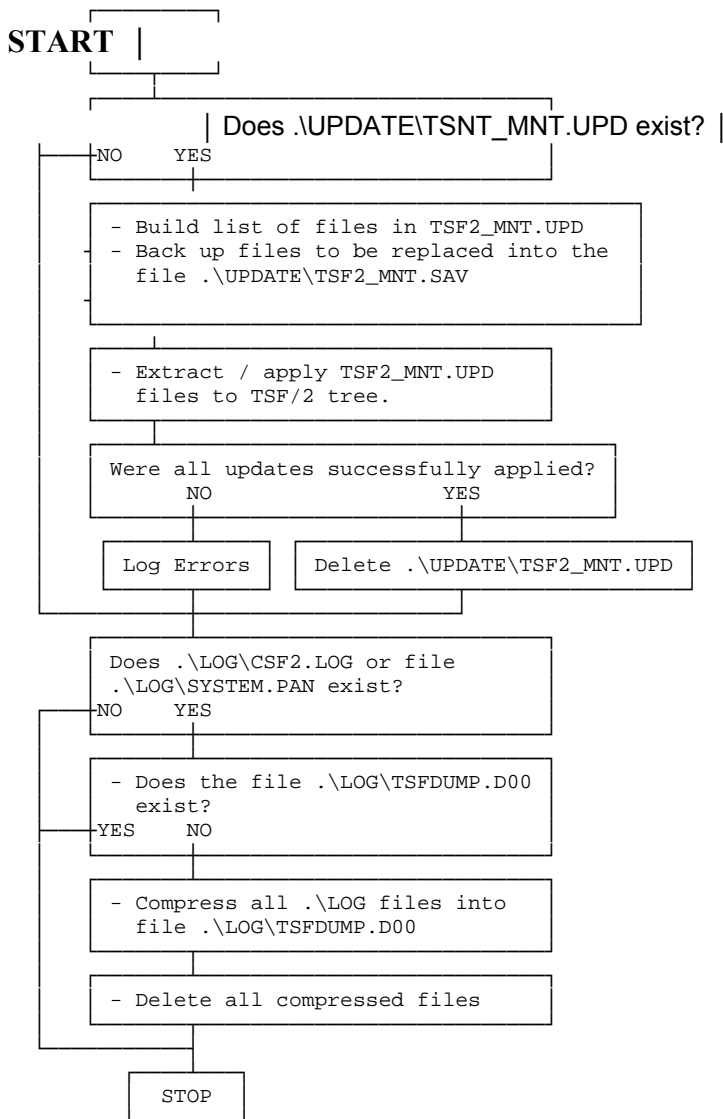 START |
| Does .\UPDATE\TSNT_MNT.UPD exist? |
NO YES
- Build list of files in TSF2_MNT.UPD
- Back up files to be replaced into the
file .\UPDATE\TSF2_MNT.SAV
- Extract / apply TSF2_MNT.UPD
files to TSF/2 tree.
Were all updates successfully applied?
NO YES
Log Errors Delete .\UPDATE\TSF2_MNT.UPD
Does .\LOG\CSF2.LOG or file
.\LOG\SYSTEM.PAN exist?
NO YES
- Does the file .\LOG\TSFDUMP.D00
exist?
YES NO
- Compress all .\LOG files into
file .\LOG\TSFDUMP.D00
- Delete all compressed files
STOP